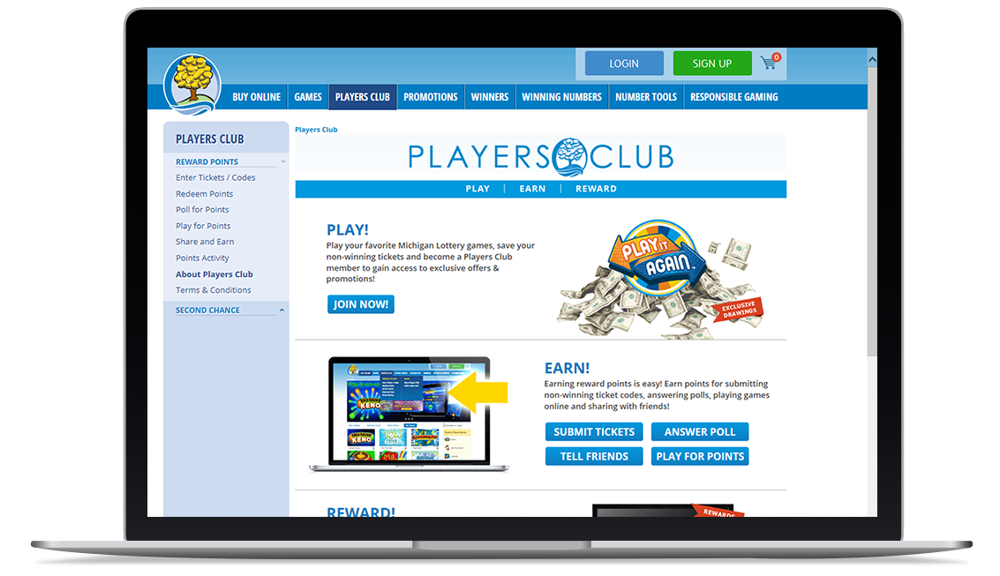 LOGIN
SIGN UP
0
BUY ONLINE
GAMES
PLAYERS CLUB
PROMOTIONS
WINNERS
WINNING NUMBERS
NUMBER TOOLS
RESPONSIBLE GAMING
PLAYERS CLUB
REWARD POINTS
Enter Tickets / Codes
Redeem Points
Poll for Points
Play for Points
Share and Earn
Points Activity
About Players Club
Terms & Conditions
SECOND CHANCE
Players Club
PLAYERS CLUB
PLAY | EARN | REWARD
PLAY!
Play your favorite Michigan Lottery games, save your
non-winning tickets and become a Players Club
member to gain access to exclusive offers &
promotions!
JOIN NOW!
PLAY IT
AGAIN
EXCLUSIVE
DRAWINGS
KENO
KENO
EARN!
Earning reward points is easy! Earn points for submitting
non-winning ticket codes, answering polls, playing games
online and sharing with friends!
SUBMIT TICKETS
ANSWER POLL
TELL FRIENDS
PLAY FOR POINTS
REWARD!
REWARDS